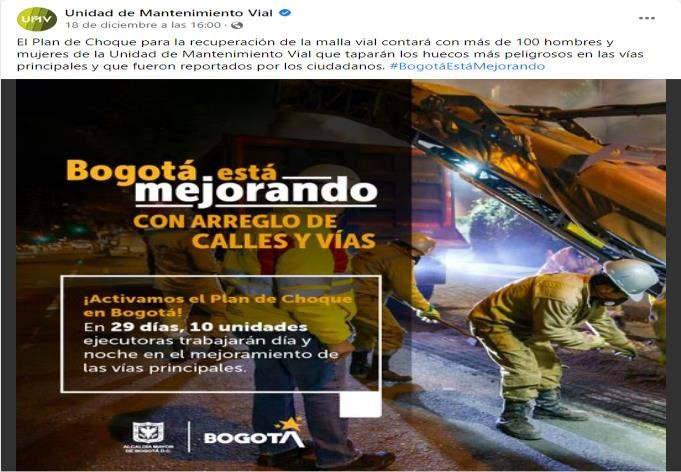 UMV
Unidad de Mantenimiento Vial
18 de diciembre a las 16:00 ·
El Plan de Choque para la recuperación de la malla vial contará con más de 100 hombres y
mujeres de la Unidad de Mantenimiento Vial que taparán los huecos más peligrosos en las vías
principales y que fueron reportados por los ciudadanos. #BogotáEstáMejorando
Bogotá está
mejorando
CON ARREGLO DE
CALLES Y VÍAS
¡Activamos el Plan de Choque
en Bogotá!
En 29 días, 10 unidades
ejecutoras trabajarán día y
noche en el mejoramiento de
las vías principales.
ALCALDÍA MAYOR
DE BOGOTÁ D.C.
BOGOTÁ